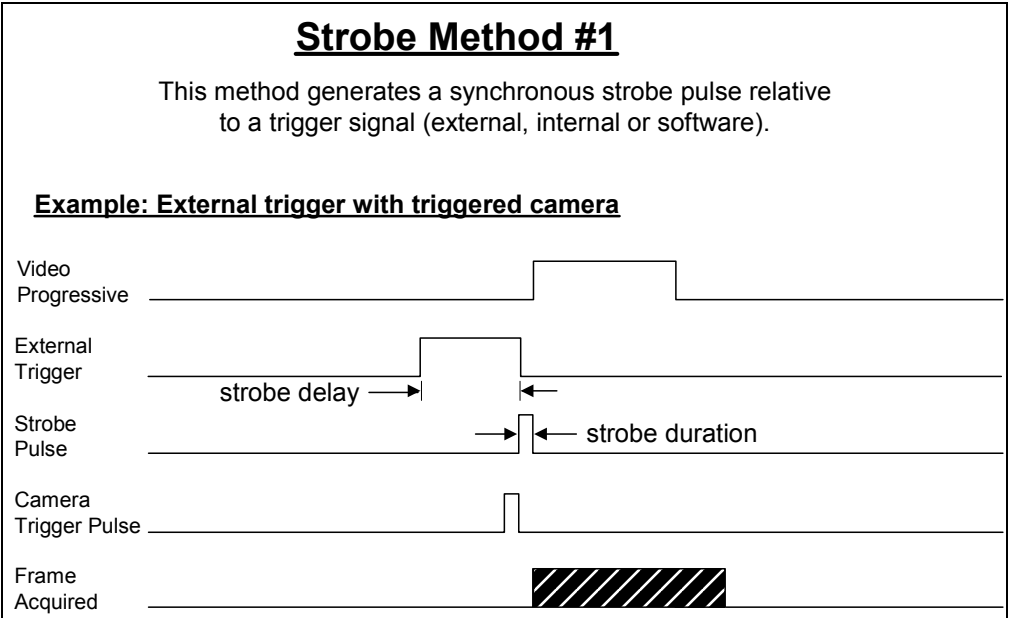 Strobe Method #1
This method generates a synchronous strobe pulse relative
to a trigger signal (external, internal or software).
Example: External trigger with triggered camera
Video
Progressive
External
Trigger
strobe delay
Strobe
Pulse
strobe duration
Camera
Trigger Pulse
Frame
Acquired